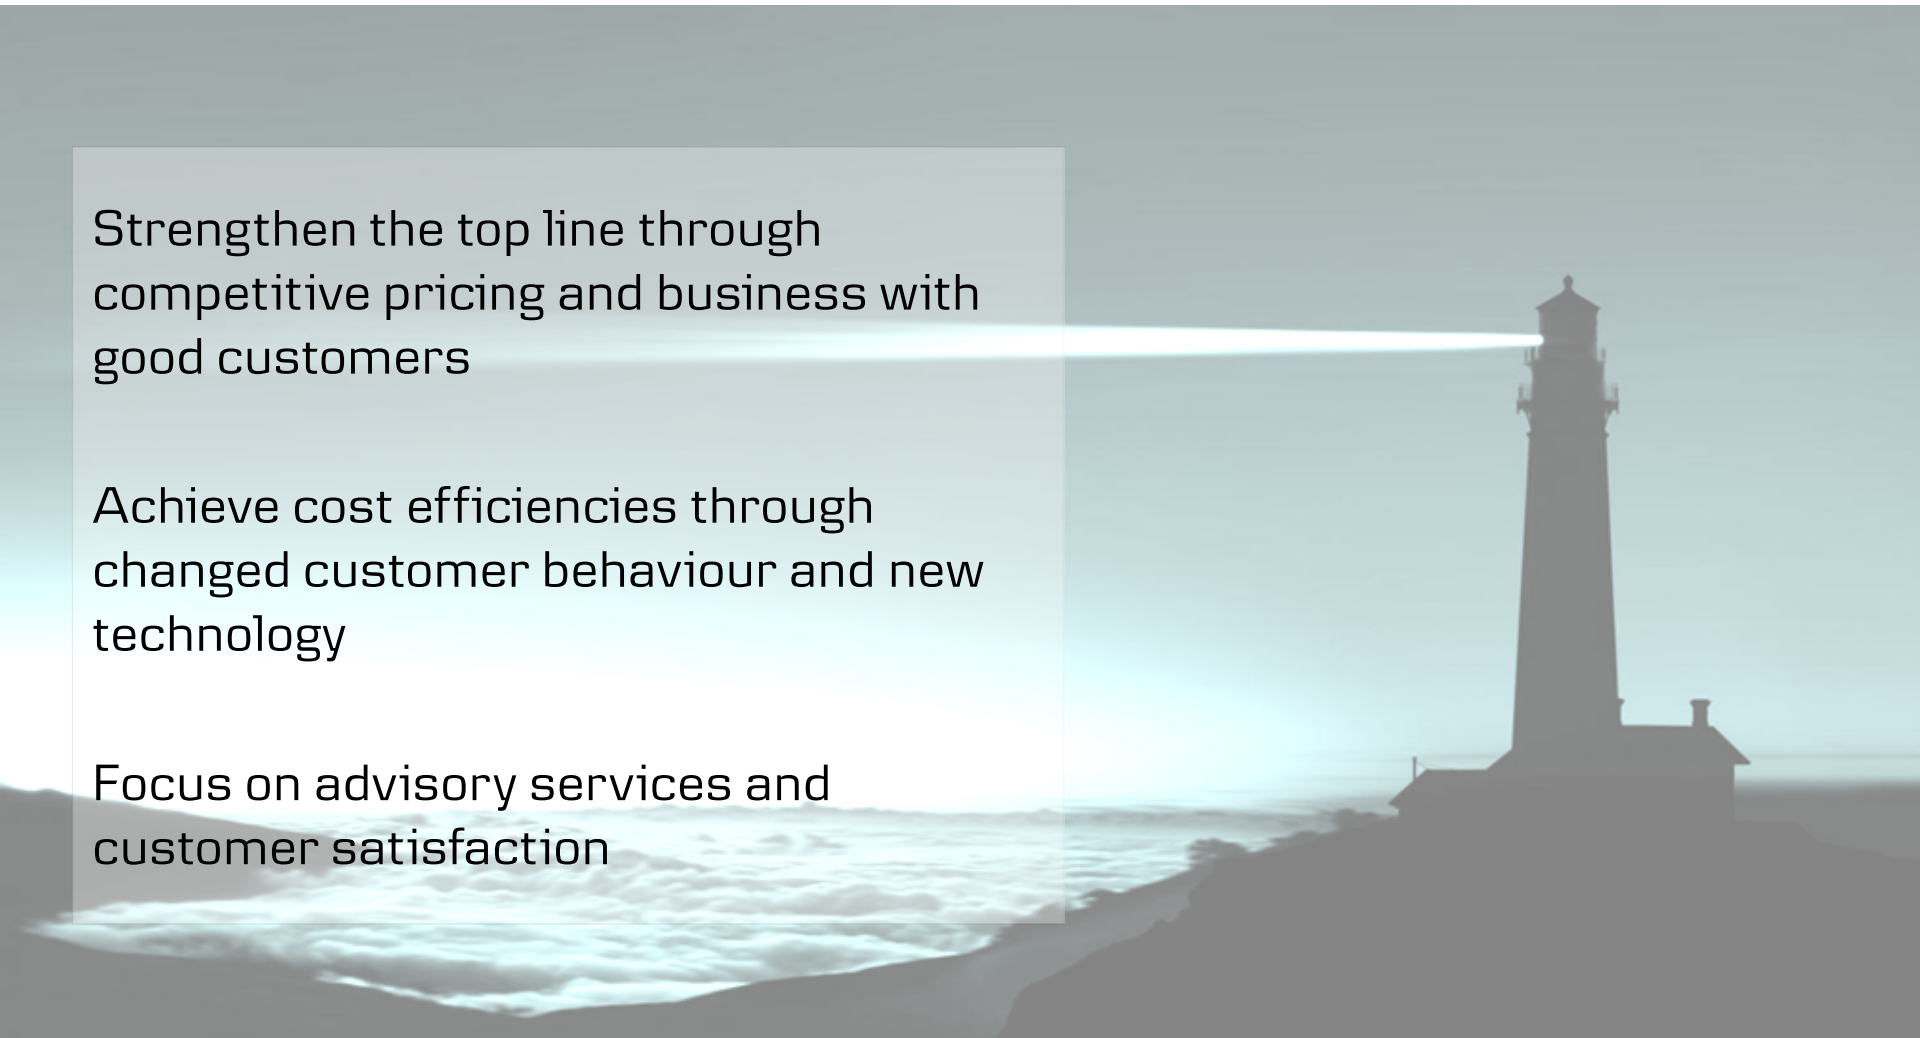 Strengthen the top line through
competitive pricing and business with
good customers
Achieve cost efficiencies through
changed customer behaviour and new
technology
Focus on advisory services and
customer satisfaction